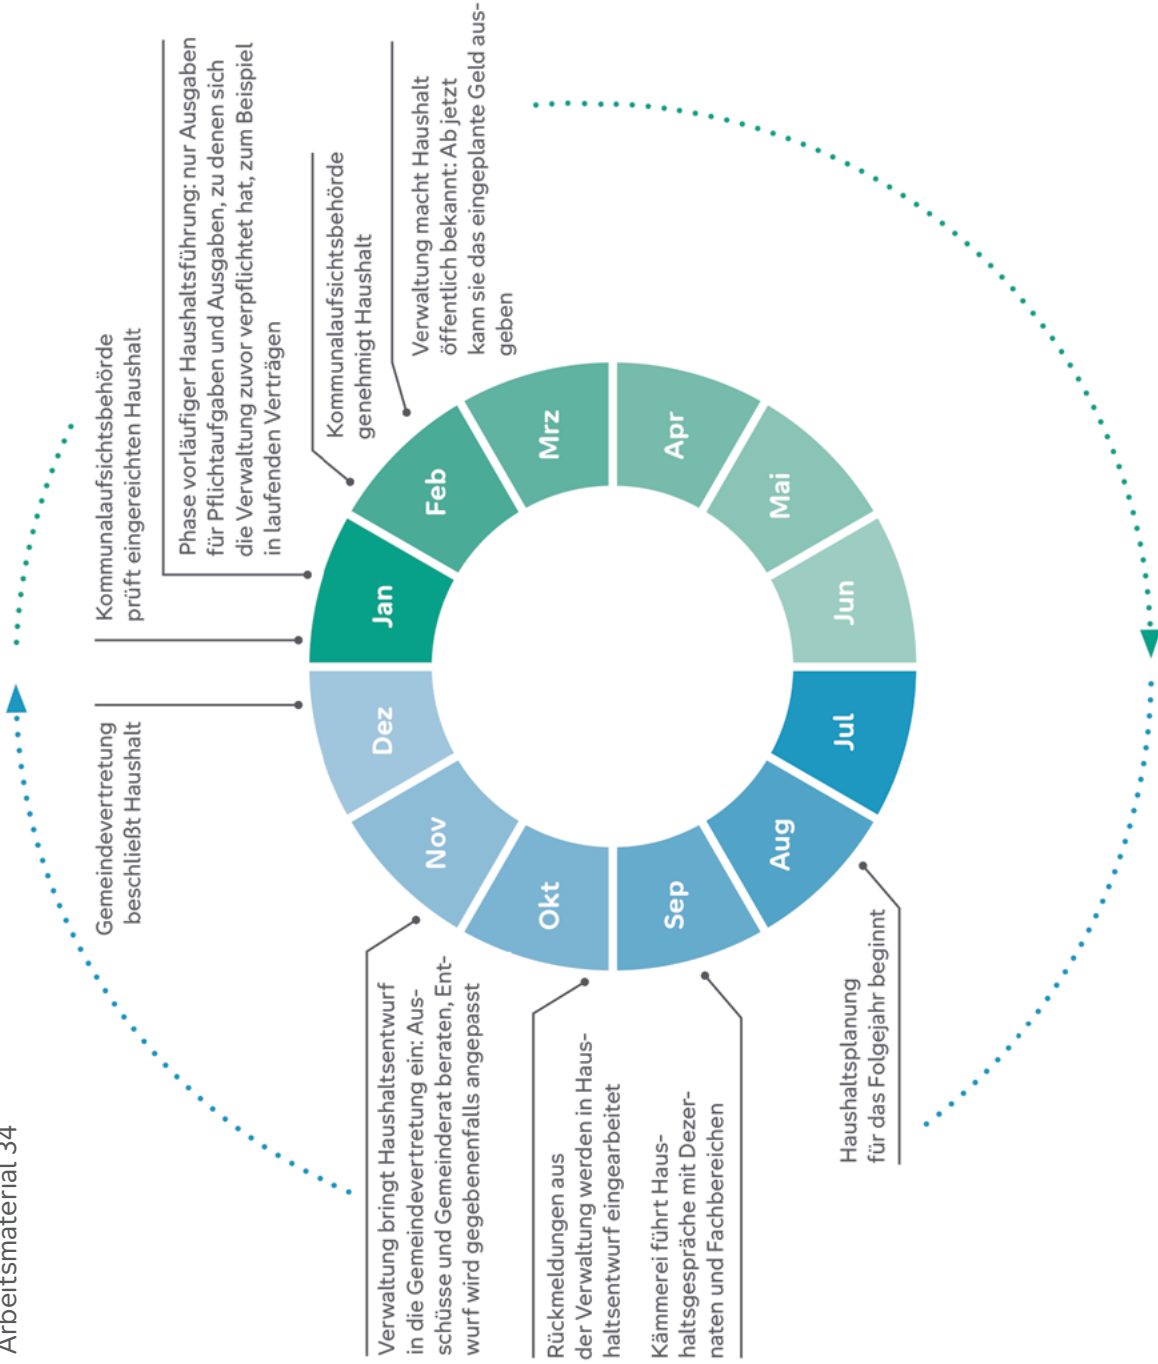 Arbeitsmaterial 34
Gemeindevertretung
beschließt Haushalt
Kommunalaufsichtsbehörde
prüft eingereichten Haushalt
Phase vorläufiger Haushaltsführung: nur Ausgaben
für Pflichtaufgaben und Ausgaben, zu denen sich
die Verwaltung zuvor verpflichtet hat, zum Beispiel
in laufenden Verträgen
Kommunalaufsichtsbehörde
genehmigt Haushalt
Verwaltung macht Haushalt
öffentlich bekannt: Ab jetzt
kann sie das eingeplante Geld aus-
geben
Verwaltung bringt Haushaltsentwurf
in die Gemeindevertretung ein: Aus-
schüsse und Gemeinderat beraten, Ent-
wurf wird gegebenenfalls angepasst
Rückmeldungen aus
der Verwaltung werden in Haus-
haltsentwurf eingearbeitet
Kämmerei führt Haus-
haltsgespräche mit Dezer-
naten und Fachbereichen
Haushaltsplanung
für das Folgejahr beginnt
Jan
Feb
Mrz
Apr
Mai
Jun
Jul
Aug
Sep
Okt
Nov
Dez